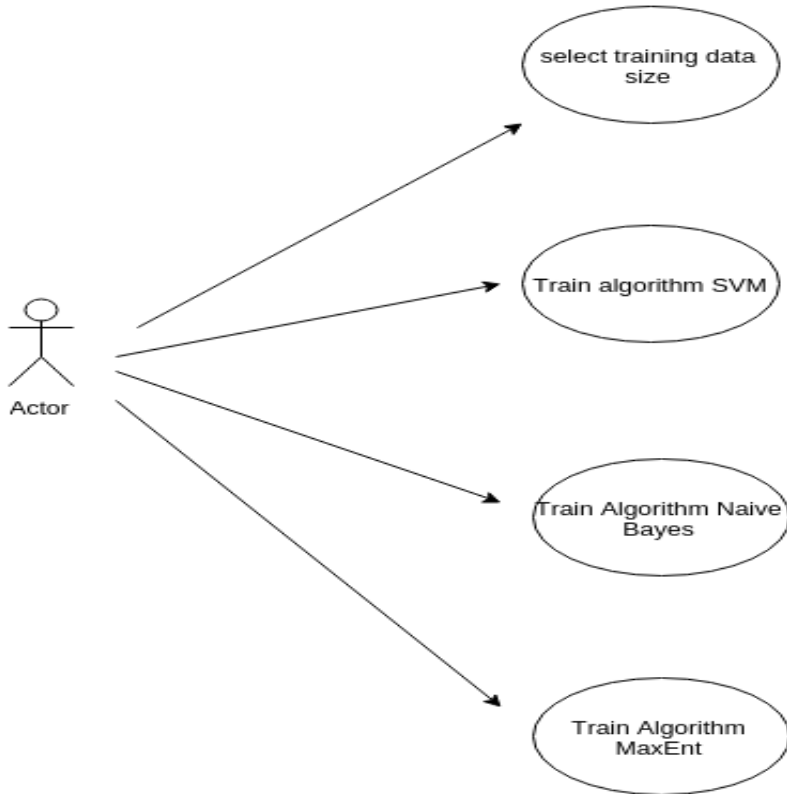 select training data
size
Train algorithm SVM
Actor
Train Algorithm Naive
Bayes
Train Algorithm
MaxEnt